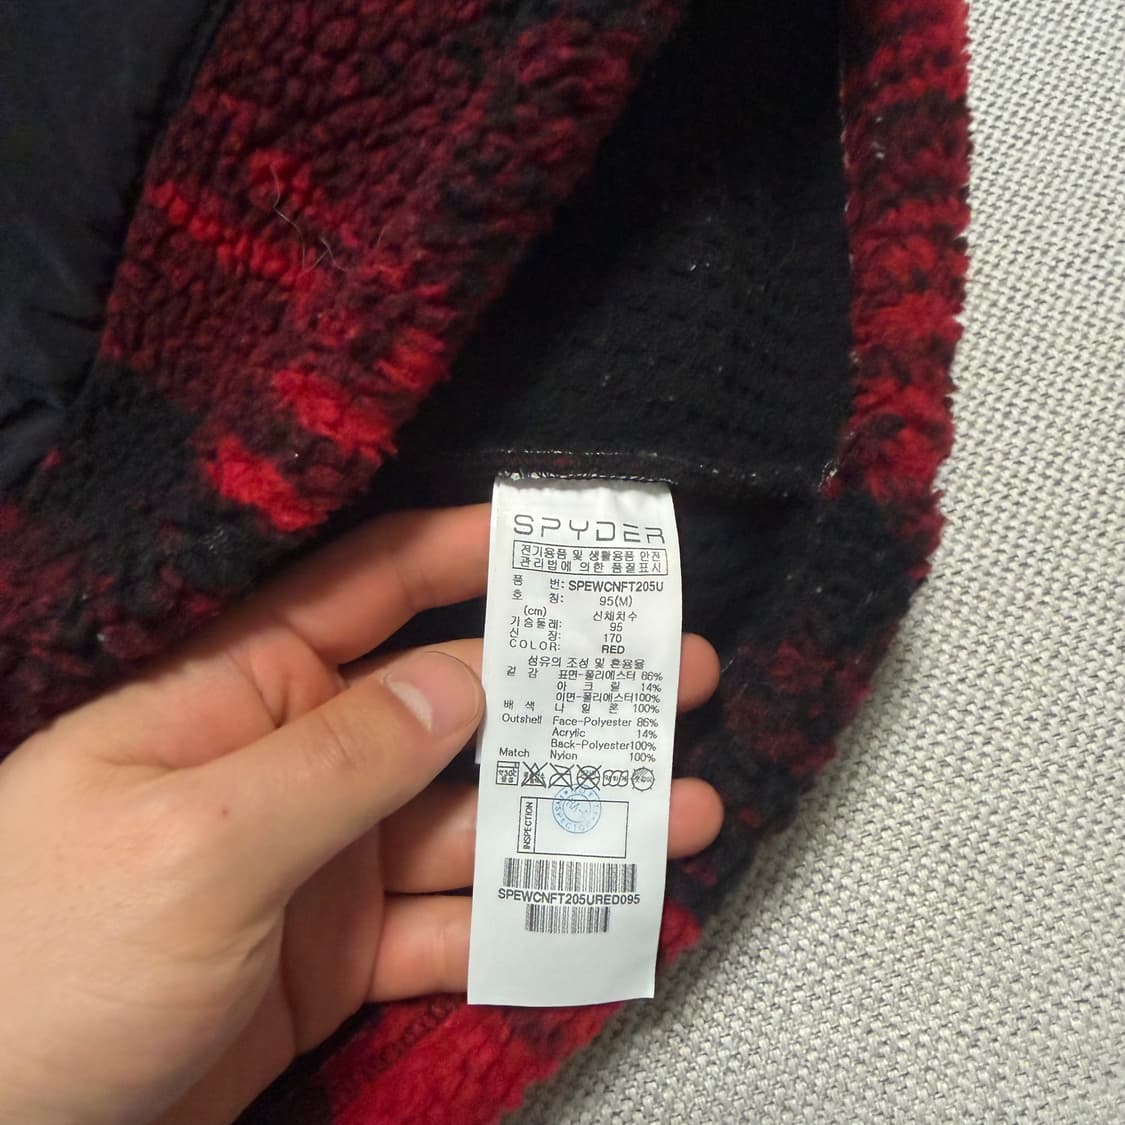 SPYDER
전기용품 및 생활용품 안전
관리법에 의한 품질표시
품 번: SPEWCNFT205U
호 칭: 95(M)
(cm) 신체치수
가슴둘레: 95
신 장: 170
COLOR: RED
섬유의 조성 및 혼용율
겉 감 표면-폴리에스터 86%
아 크 릴 14%
이면-폴리에스터100%
배 색 나 일 론 100%
Outshell Face-Polyester 86%
Acrylic 14%
Back-Polyester100%
Match Nylon 100%
INSPECTION
SPEWCNFT205URED095